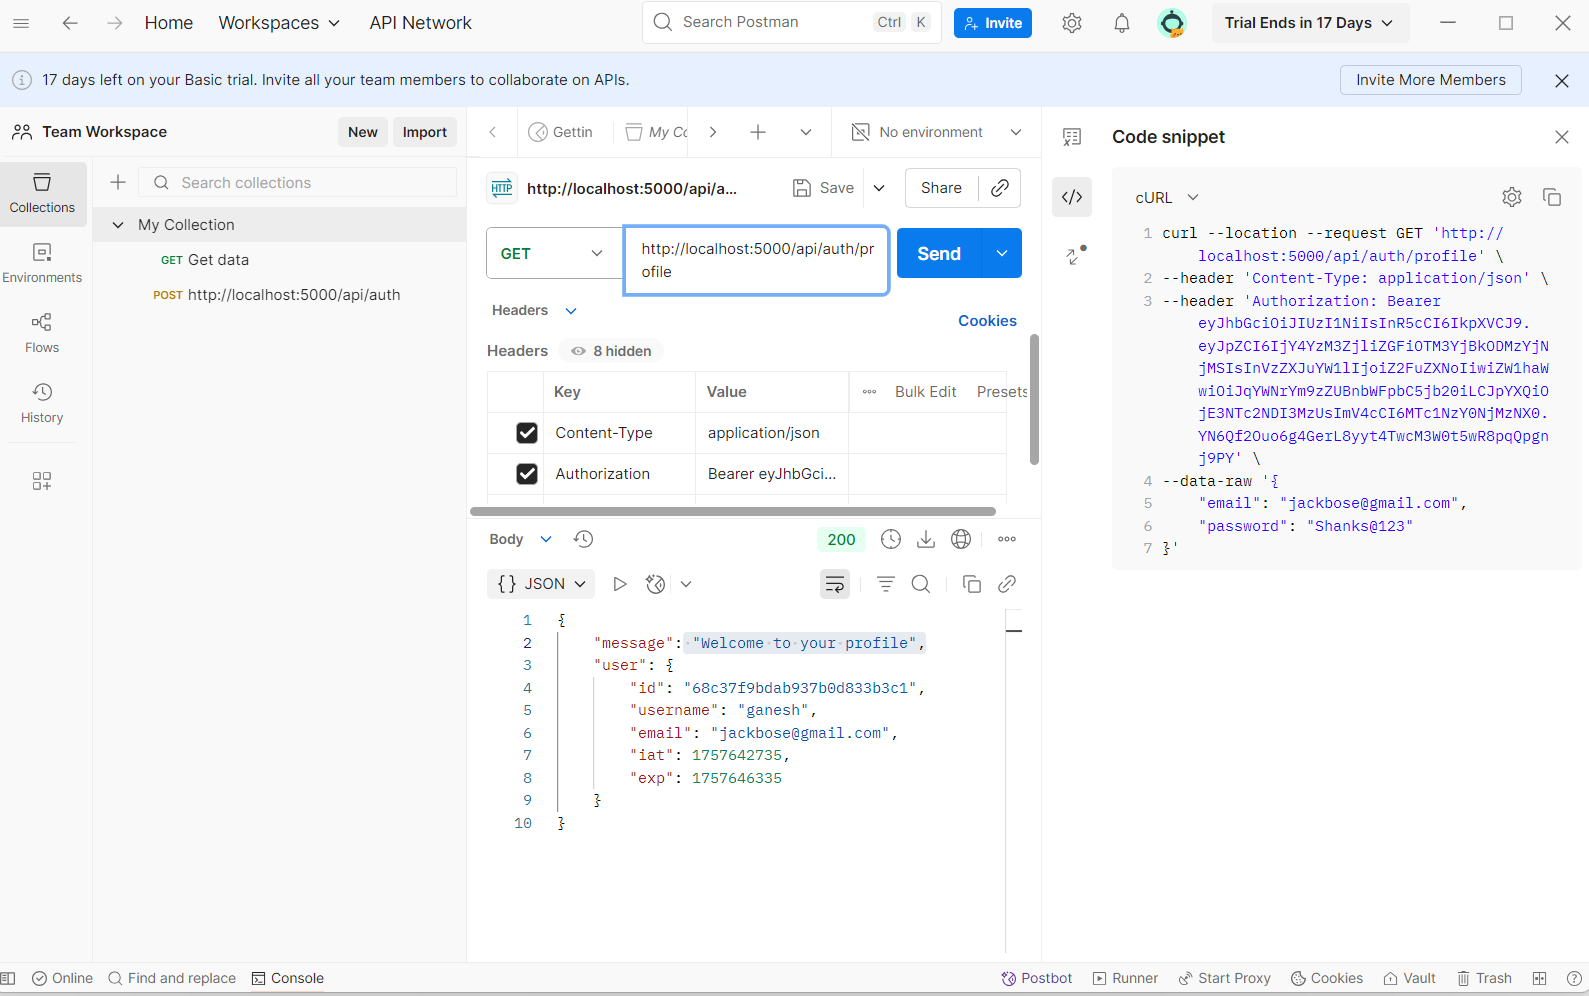 Home
Workspaces
API Network
Search Postman
Ctrl K
Invite
Trial Ends in 17 Days
17 days left on your Basic trial. Invite all your team members to collaborate on APIs.
Invite More Members
Team Workspace
New
Import
Collections
Environments
Flows
History
Search collections
My Collection
GET Get data
POST http://localhost:5000/api/auth
Gettin
My Co
No environment
HTTP
http://localhost:5000/api/a...
Save
Share
GET
http://localhost:5000/api/auth/pr
ofile
Send
Headers
Cookies
Headers
8 hidden
Key Value
Bulk Edit Presets
Content-Type application/json
Authorization Bearer eyJhbGci...
Body
200
{} JSON
1 {
2 "message": "Welcome to your profile",
3 "user": {
4 "id": "68c37f9bdab937b0d833b3c1",
5 "username": "ganesh",
6 "email": "jackbose@gmail.com",
7 "iat": 1757642735,
8 "exp": 1757646335
9 }
10 }
Code snippet
cURL
1 curl --location --request GET 'http://
localhost:5000/api/auth/profile' \
2 --header 'Content-Type: application/json' \
3 --header 'Authorization: Bearer
eyJhbGciOiJIUzI1NiIsInR5cCI6IkpXVCJ9.
eyJpZCI6IjY4YzM3ZjliZGFiOTM3YjBkODMzYjN
jMSIsInVzZXJuYW1lIjoiZ2FuZXNoIiwiZW1haW
wiOiJqYWNrYm9zZUBnbWFpbC5jb20iLCJpYXQiO
jE3NTc2NDI3MzUsImV4cCI6MTc1NzY0NjMzNX0.
YN6Qf2Ouo6g4GerL8yyt4TwcM3W0t5wR8pqQpgn
j9PY' \
4 --data-raw '{
5 "email": "jackbose@gmail.com",
6 "password": "Shanks@123"
7 }'
Online
Find and replace
Console
Postbot
Runner
Start Proxy
Cookies
Vault
Trash